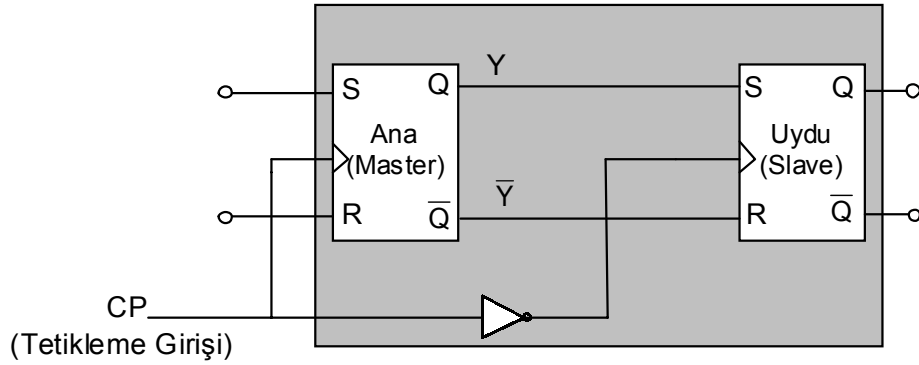 Y
S
Q
Ana
(Master)
R
Q̅
Y̅
S
Q
Uydu
(Slave)
R
Q̅
CP
(Tetikleme Girişi)